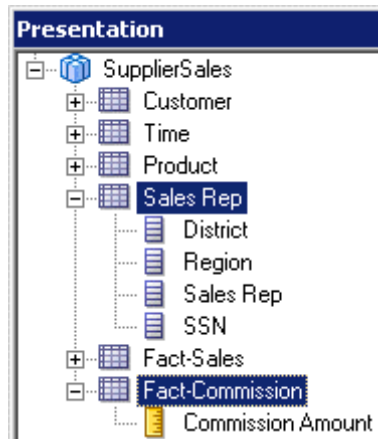 Presentation
SupplierSales
Customer
Time
Product
Sales Rep
District
Region
Sales Rep
SSN
Fact-Sales
Fact-Commission
Commission Amount